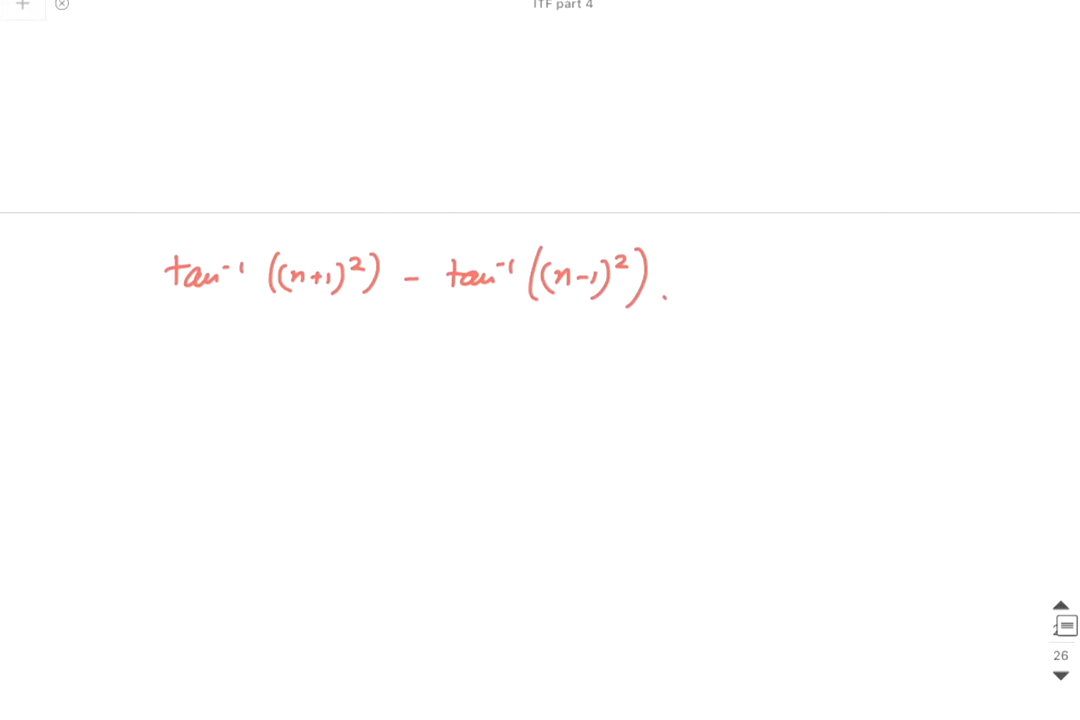 ITF part 4
tan⁻¹ ((n+1)²) - tan⁻¹ ((n-1)²).
26